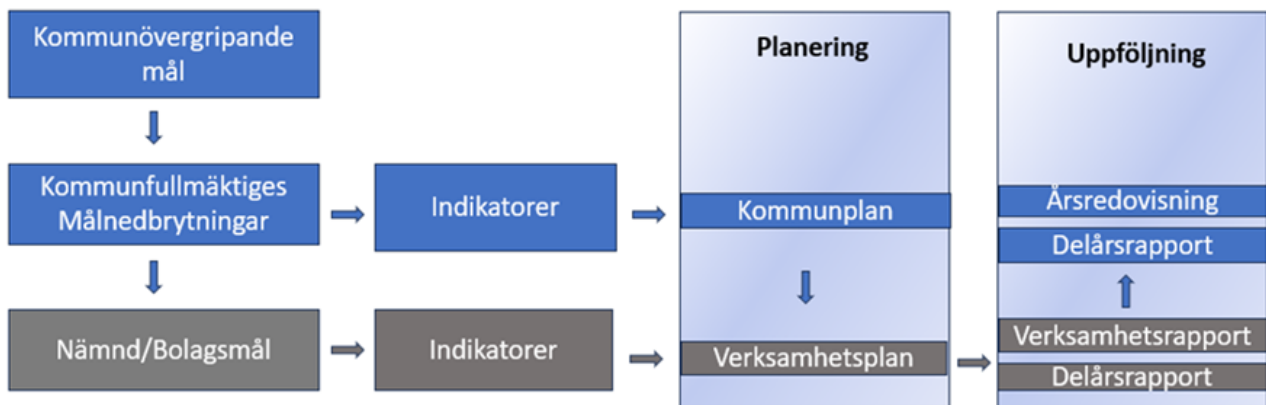 Kommunövergripande
mål
Planering
Uppföljning
Kommunfullmäktiges
Målnedbrytningar
Indikatorer
Kommunplan
Årsredovisning
Delårsrapport
Nämnd/Bolagsmål
Indikatorer
Verksamhetsplan
Verksamhetsrapport
Delårsrapport